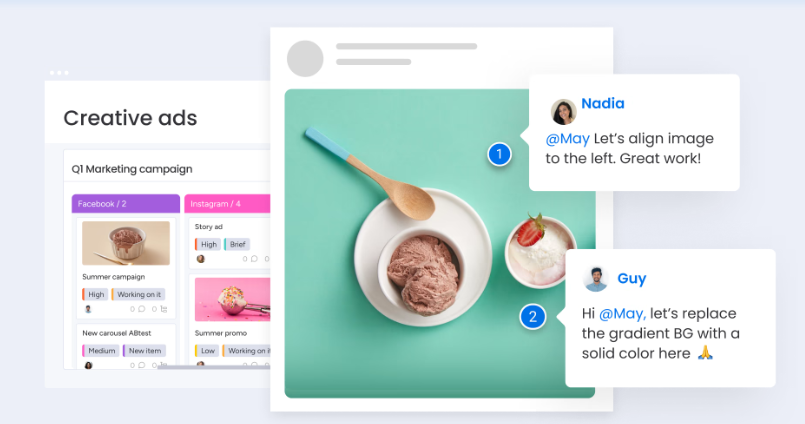 Creative ads
Q1 Marketing campaign
Facebook / 2
Instagram / 4
Summer campaign
High
Working on it
0
0
New carousel ABtest
Medium
New item
0
0
Story ad
High
Brief
0
0
Summer promo
Low
Working on it
0
0
1
Nadia
@May Let's align image
to the left. Great work!
2
Guy
Hi @May, let's replace
the gradient BG with a
solid color here 🙏